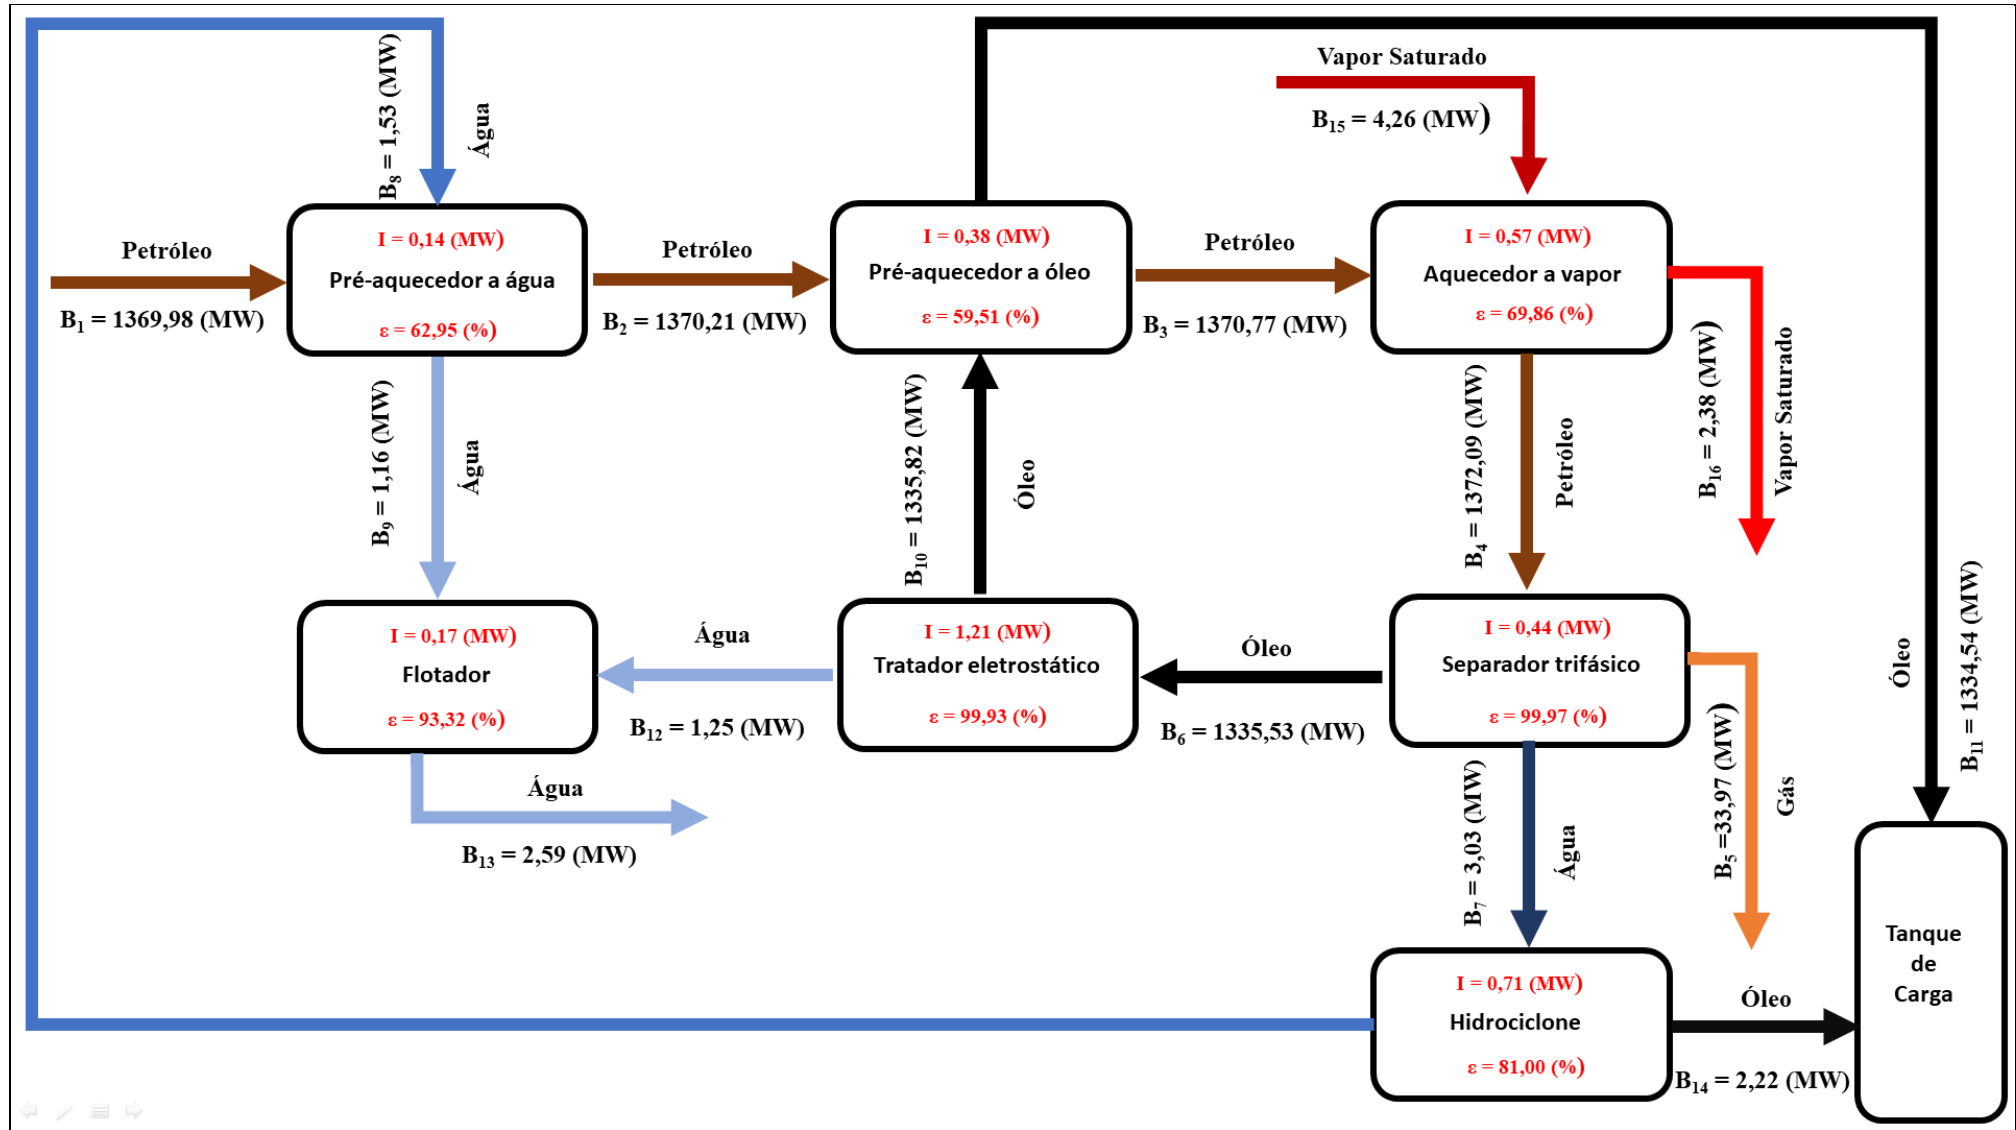 B8 = 1,53 (MW)
Água
Vapor Saturado
B15 = 4,26 (MW)
Petróleo
B1 = 1369,98 (MW)
I = 0,14 (MW)
Pré-aquecedor a água
ε = 62,95 (%)
Petróleo
B2 = 1370,21 (MW)
I = 0,38 (MW)
Pré-aquecedor a óleo
ε = 59,51 (%)
Petróleo
B3 = 1370,77 (MW)
I = 0,57 (MW)
Aquecedor a vapor
ε = 69,86 (%)
B16 = 2,38 (MW)
Vapor Saturado
B9 = 1,16 (MW)
Água
B10 = 1335,82 (MW)
Óleo
B4 = 1372,09 (MW)
Petróleo
I = 0,17 (MW)
Flotador
ε = 93,32 (%)
Água
B12 = 1,25 (MW)
I = 1,21 (MW)
Tratador eletrostático
ε = 99,93 (%)
Óleo
B6 = 1335,53 (MW)
I = 0,44 (MW)
Separador trifásico
ε = 99,97 (%)
Óleo
B11 = 1334,54 (MW)
Água
B13 = 2,59 (MW)
B7 = 3,03 (MW)
Água
B5 =33,97 (MW)
Gás
I = 0,71 (MW)
Hidrociclone
ε = 81,00 (%)
Óleo
B14 = 2,22 (MW)
Tanque
de
Carga